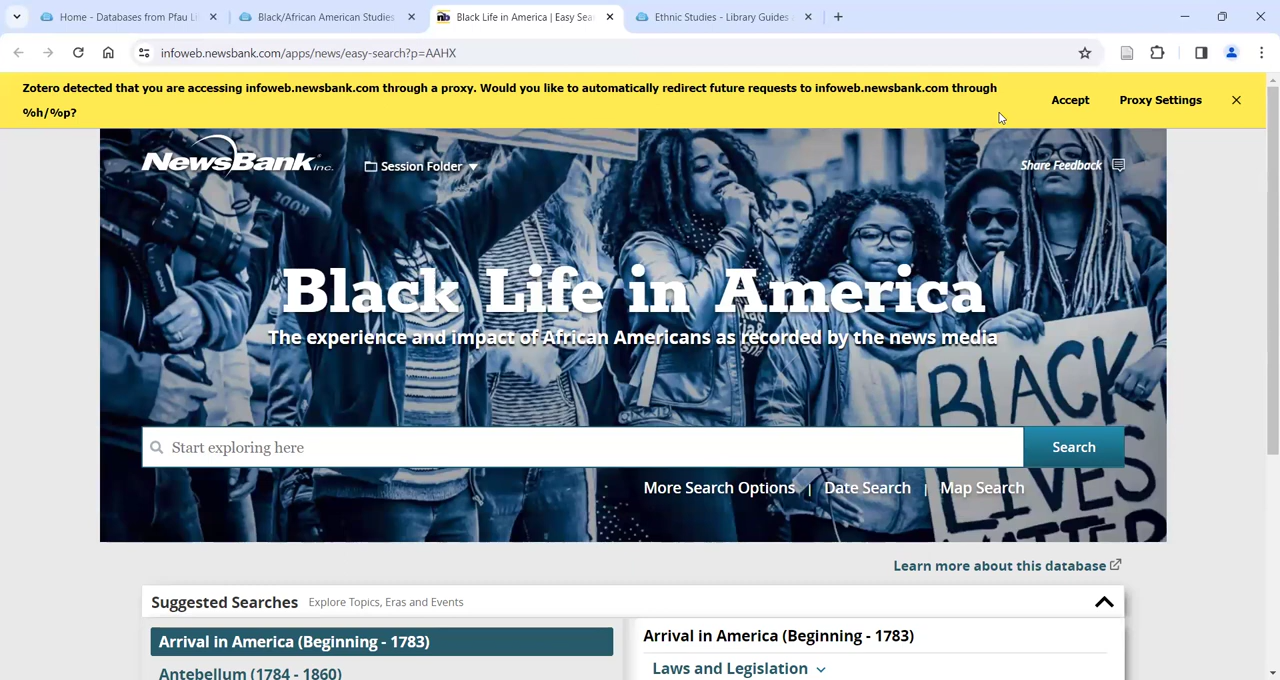 Home - Databases from Pfau Li
Black/African American Studies
Black Life in America | Easy Sea
Ethnic Studies - Library Guides
infoweb.newsbank.com/apps/news/easy-search?p=AAHX
Zotero detected that you are accessing infoweb.newsbank.com through a proxy. Would you like to automatically redirect future requests to infoweb.newsbank.com through
%h/%p?
Accept
Proxy Settings
NewsBank inc.
Session Folder
Share Feedback
Black Life in America
The experience and impact of African Americans as recorded by the news media
Start exploring here
Search
More Search Options | Date Search | Map Search
BLACK
LIVES
MATTER
Learn more about this database
Suggested Searches Explore Topics, Eras and Events
Arrival in America (Beginning - 1783)
Antebellum (1784 - 1860)
Arrival in America (Beginning - 1783)
Laws and Legislation